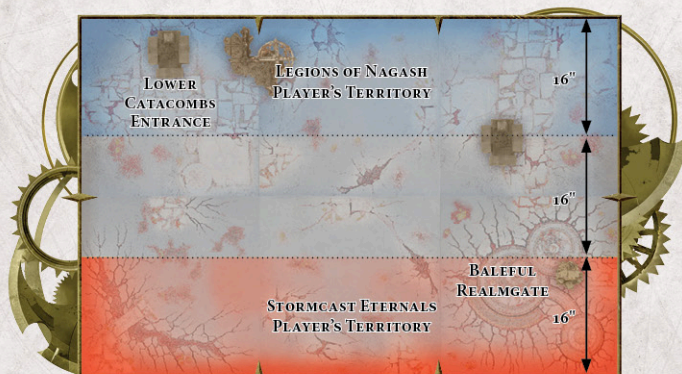 Legions of Nagash
Player's Territory
16"
Lower
Catacombs
Entrance
16"
Baleful
Realmgate
Stormcast Eternals
Player's Territory
16"